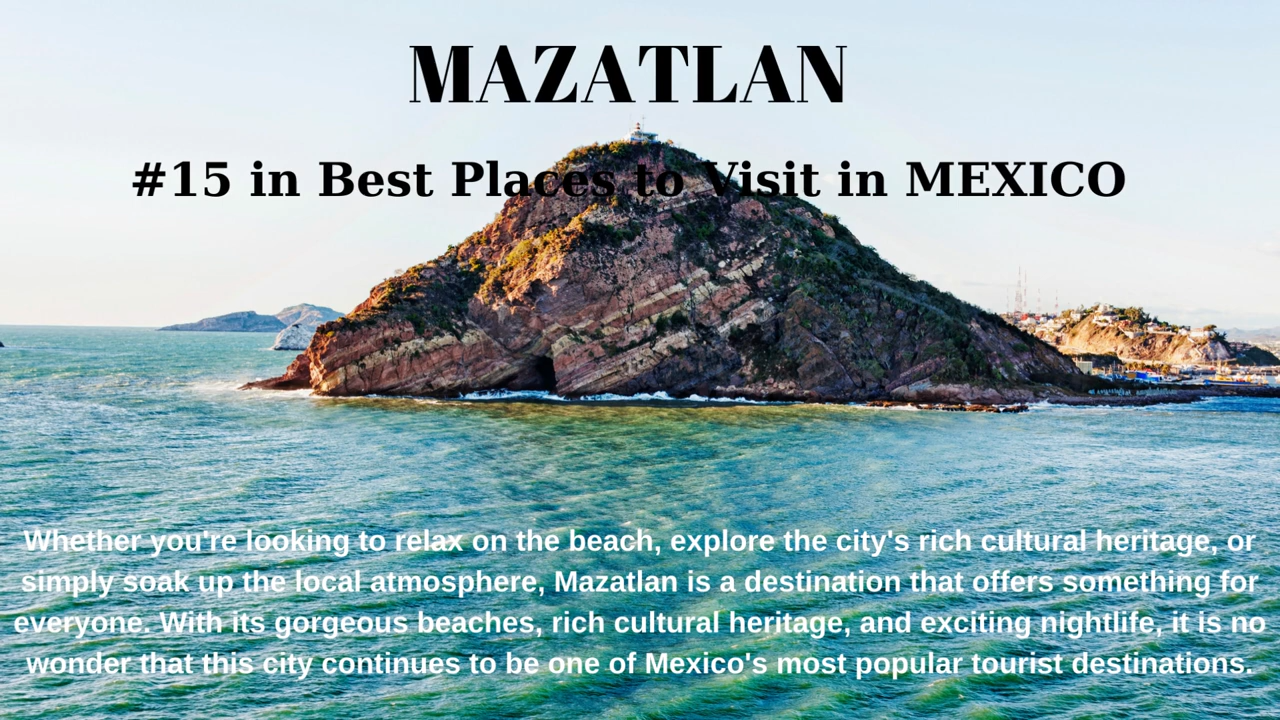 MAZATLAN
#15 in Best Places to Visit in MEXICO
Whether you're looking to relax on the beach, explore the city's rich cultural heritage, or
simply soak up the local atmosphere, Mazatlan is a destination that offers something for
everyone. With its gorgeous beaches, rich cultural heritage, and exciting nightlife, it is no
wonder that this city continues to be one of Mexico's most popular tourist destinations.